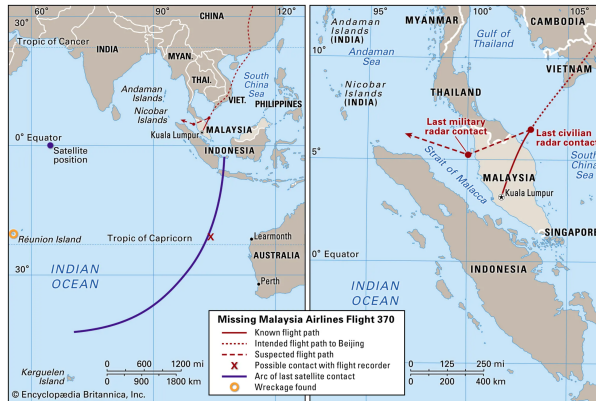 60°
80°
100°
120°
30°
CHINA
Tropic of Cancer
INDIA
MYAN.
THAI.
VIET.
South
China
Sea
PHILIPPINES
Andaman
Islands
Nicobar
Islands
Kuala Lumpur
MALAYSIA
0° Equator
INDONESIA
Satellite
position
Réunion Island
Tropic of Capricorn
Learmonth
AUSTRALIA
Perth
30°
INDIAN
OCEAN
Kerguelen
Island
0 600 1200 mi
0 900 1800 km
© Encyclopædia Britannica, Inc.
95°
100°
105°
Andaman
Islands
(INDIA)
MYANMAR
CAMBODIA
Gulf of
Thailand
10°
Andaman
Sea
VIETNAM
Nicobar
Islands
(INDIA)
THAILAND
Last military
radar contact
Last civilian
radar contact
5°
Strait of Malacca
South
China
Sea
MALAYSIA
Kuala Lumpur
SINGAPORE
0° Equator
INDONESIA
INDIAN
OCEAN
0 125 250 mi
0 200 400 km
Missing Malaysia Airlines Flight 370
Known flight path
Intended flight path to Beijing
Suspected flight path
X Possible contact with flight recorder
Arc of last satellite contact
Wreckage found